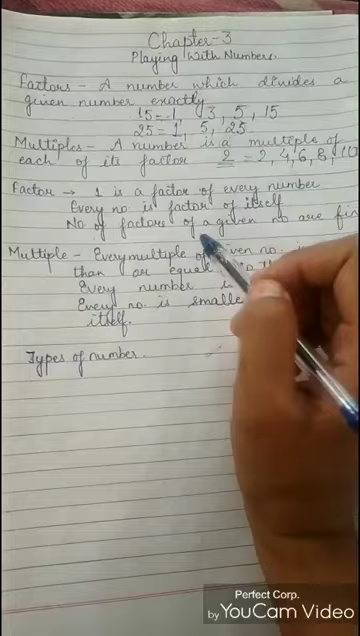 Chapter-3
Playing With Numbers.
Factors - A number which divides a
given number exactly
15 = 1, 3, 5, 15
25 = 1, 5, 25
Multiples - A number is a multiple of
each of its factor 2 = 2, 4, 6, 8, 10
Factor → 1 is a factor of every number
Every no is factor of itself
No of factors of a given no are
Multiple - Every multiple of given no
than or equal to
Every number
Every no is smalle
itself.
Types of number.
Perfect Corp.
by YouCam Video